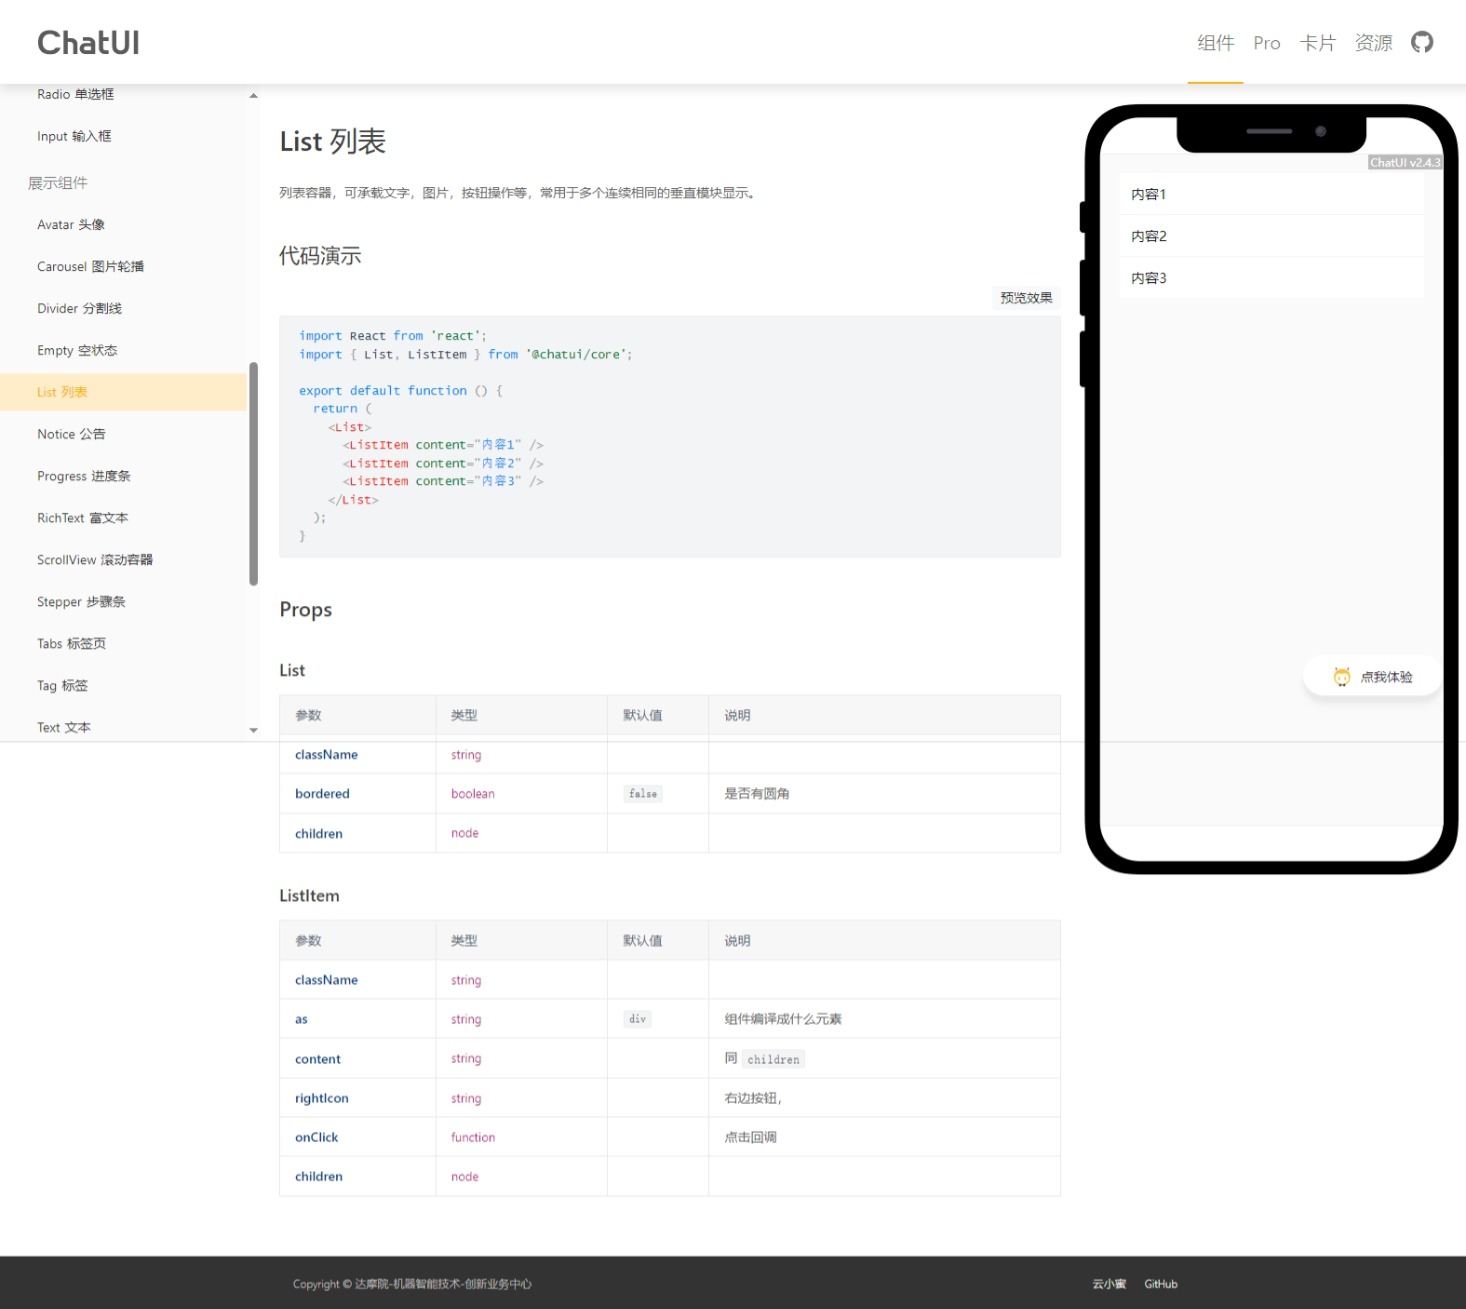 ChatUI
组件 Pro 卡片 资源
Radio 单选框
Input 输入框
展示组件
Avatar 头像
Carousel 图片轮播
Divider 分割线
Empty 空状态
List 列表
Notice 公告
Progress 进度条
RichText 富文本
ScrollView 滚动容器
Stepper 步骤条
Tabs 标签页
Tag 标签
Text 文本
List 列表
列表容器，可承载文字，图片，按钮操作等，常用于多个连续相同的垂直模块显示。
代码演示
预览效果
import React from 'react';
import { List, ListItem } from '@chatui/core';
export default function () {
return (
<List>
<ListItem content="内容1" />
<ListItem content="内容2" />
<ListItem content="内容3" />
</List>
);
}
Props
List
参数 类型 默认值 说明
className string
bordered boolean false 是否有圆角
children node
ListItem
参数 类型 默认值 说明
className string
as string div 组件编译成什么元素
content string 同 children
rightIcon string 右边按钮，
onClick function 点击回调
children node
ChatUI v2.4.3
内容1
内容2
内容3
点我体验
Copyright © 达摩院-机器智能技术-创新业务中心
云小蜜 GitHub